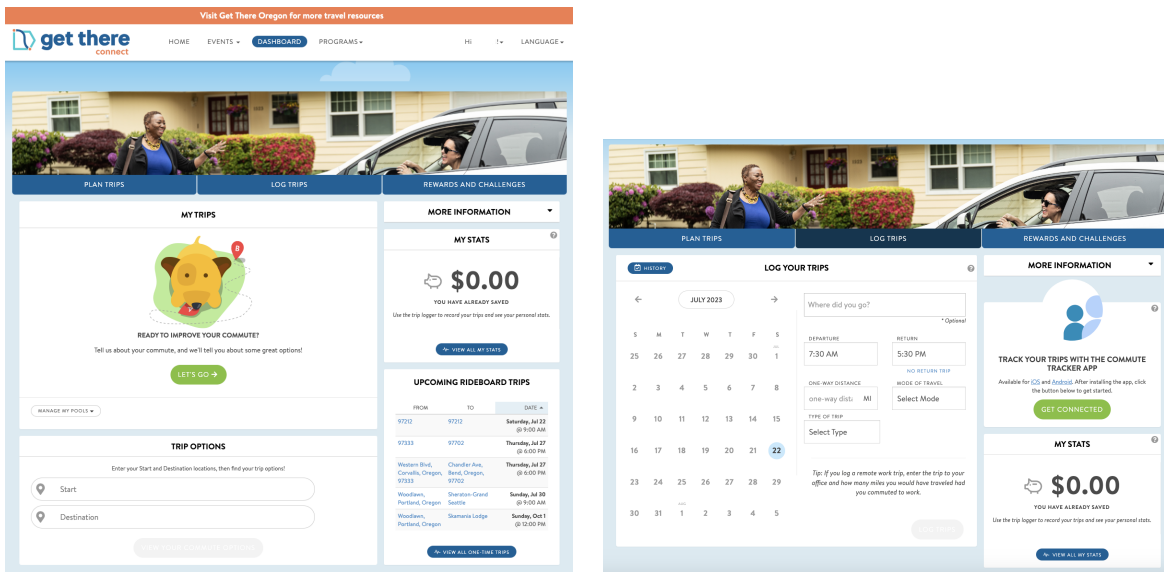 Visit Get There Oregon for more travel resources
get there
connect
HOME EVENTS DASHBOARD PROGRAMS Hi ! LANGUAGE
PLAN TRIPS LOG TRIPS REWARDS AND CHALLENGES
MY TRIPS
B
READY TO IMPROVE YOUR COMMUTE?
Tell us about your commute, and we'll tell you about some great options!
LET'S GO →
MANAGE MY POOLS
TRIP OPTIONS
Enter your Start and Destination locations, then find your trip options!
Start
Destination
VIEW YOUR COMMUTE OPTIONS
MORE INFORMATION
?
MY STATS
$0.00
YOU HAVE ALREADY SAVED
Use the trip logger to record your trips and see your personal stats.
VIEW ALL MY STATS
UPCOMING RIDEBOARD TRIPS
FROM TO DATE
97212 97212 Saturday, Jul 22
@ 9:00 AM
97333 97702 Thursday, Jul 27
@ 6:00 PM
Western Blvd, Chandler Ave, Thursday, Jul 27
Corvallis, Oregon, Bend, Oregon, @ 6:00 PM
97333 97702
Woodlawn, Sheraton-Grand Sunday, Jul 30
Portland, Oregon Seattle @ 9:00 AM
Woodlawn, Skamania Lodge Sunday, Oct 1
Portland, Oregon @ 12:00 PM
VIEW ALL ONE-TIME TRIPS
PLAN TRIPS LOG TRIPS REWARDS AND CHALLENGES
HISTORY LOG YOUR TRIPS ?
← JULY 2023 →
S M T W T F S
25 26 27 28 29 30 1
2 3 4 5 6 7 8
9 10 11 12 13 14 15
16 17 18 19 20 21 22
23 24 25 26 27 28 29
AUG
30 31 1 2 3 4 5
Where did you go?
* Optional
DEPARTURE RETURN
7:30 AM 5:30 PM
NO RETURN TRIP
ONE-WAY DISTANCE MODE OF TRAVEL
one-way dist MI Select Mode
TYPE OF TRIP
Select Type
Tip: If you log a remote work trip, enter the trip to your
office and how many miles you would have traveled had
you commuted to work.
LOG TRIP
MORE INFORMATION
?
TRACK YOUR TRIPS WITH THE COMMUTE
TRACKER APP
Available for iOS and Android. After installing the app, click
the button below to get started.
GET CONNECTED
?
MY STATS
$0.00
YOU HAVE ALREADY SAVED
Use the trip logger to record your trips and see your personal stats.
VIEW ALL MY STATS